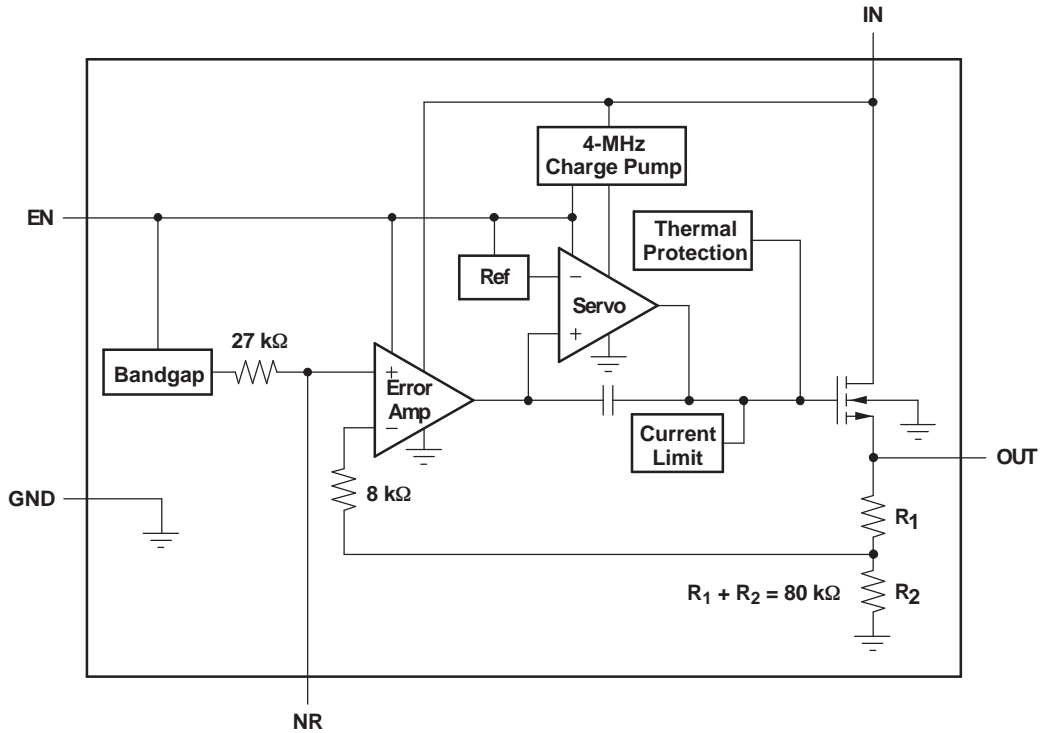 IN
4-MHz
Charge Pump
EN
Thermal
Protection
Ref
−
Servo
+
27 kΩ
Bandgap
+
Error
Amp
−
Current
Limit
OUT
GND
8 kΩ
R1
R1 + R2 = 80 kΩ
R2
NR